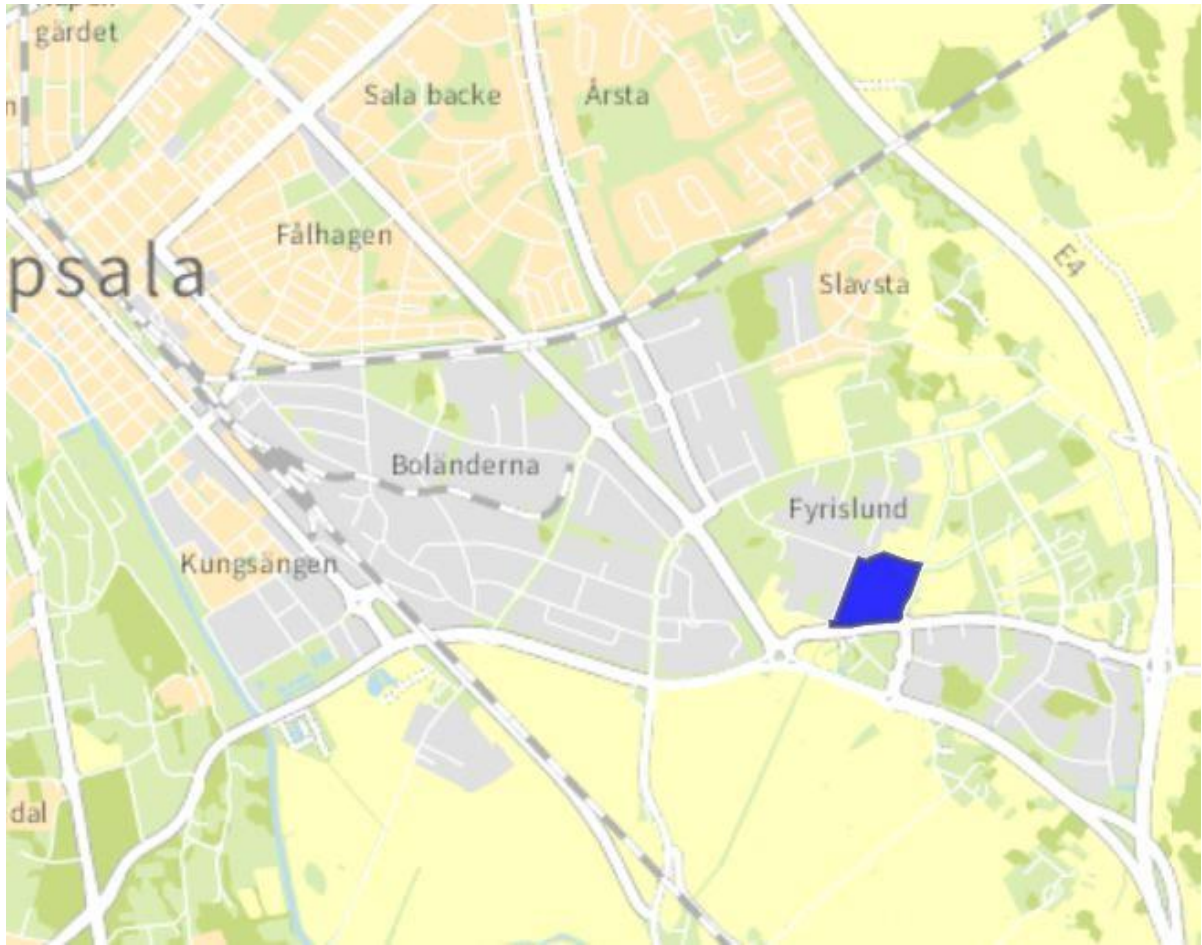 gärdet
Sala backe
Årsta
Fålhagen
psala
E4
Slavsta
Boländerna
Fyrislund
Kungsängen
dal